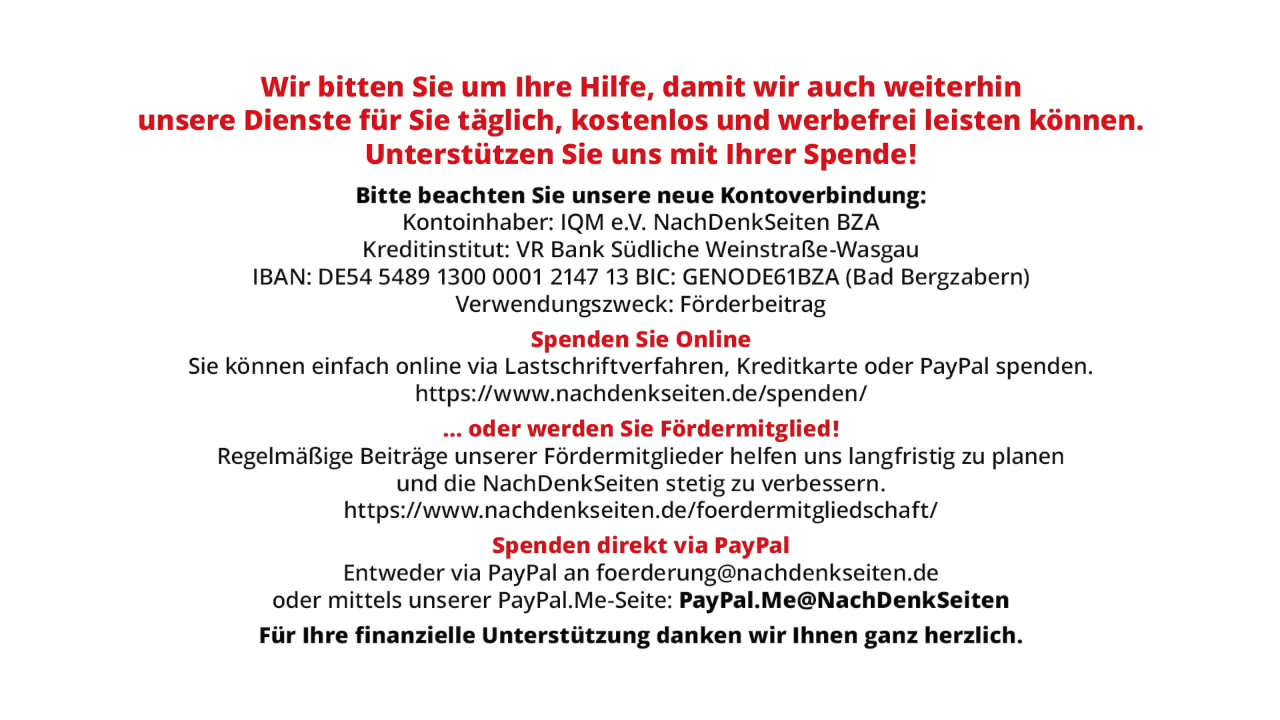 Wir bitten Sie um Ihre Hilfe, damit wir auch weiterhin
unsere Dienste für Sie täglich, kostenlos und werbefrei leisten können.
Unterstützen Sie uns mit Ihrer Spende!
Bitte beachten Sie unsere neue Kontoverbindung:
Kontoinhaber: IQM e.V. NachDenkSeiten BZA
Kreditinstitut: VR Bank Südliche Weinstraße-Wasgau
IBAN: DE54 5489 1300 0001 2147 13 BIC: GENODE61BZA (Bad Bergzabern)
Verwendungszweck: Förderbeitrag
Spenden Sie Online
Sie können einfach online via Lastschriftverfahren, Kreditkarte oder PayPal spenden.
https://www.nachdenkseiten.de/spenden/
... oder werden Sie Fördermitglied!
Regelmäßige Beiträge unserer Fördermitglieder helfen uns langfristig zu planen
und die NachDenkSeiten stetig zu verbessern.
https://www.nachdenkseiten.de/foerdermitgliedschaft/
Spenden direkt via PayPal
Entweder via PayPal an foerderung@nachdenkseiten.de
oder mittels unserer PayPal.Me-Seite: PayPal.Me@NachDenkSeiten
Für Ihre finanzielle Unterstützung danken wir Ihnen ganz herzlich.